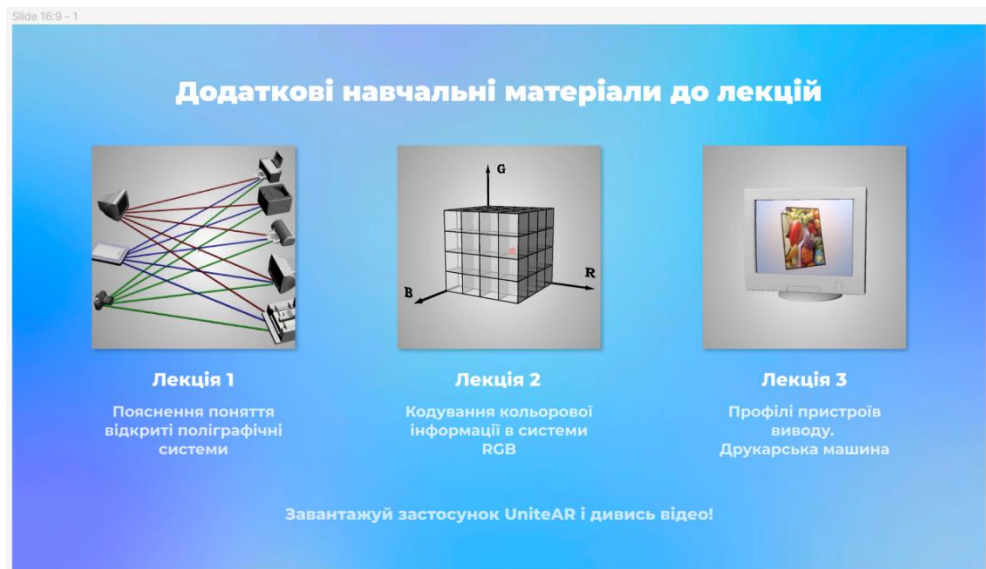 Slide 16:9 - 1
Додаткові навчальні матеріали до лекцій
G
R
B
Лекція 1
Пояснення поняття
відкриті поліграфічні
системи
Лекція 2
Кодування кольорової
інформації в системи
RGB
Лекція 3
Профілі пристроїв
виводу.
Друкарська машина
Завантажуй застосунок UniteAR і дивись відео!